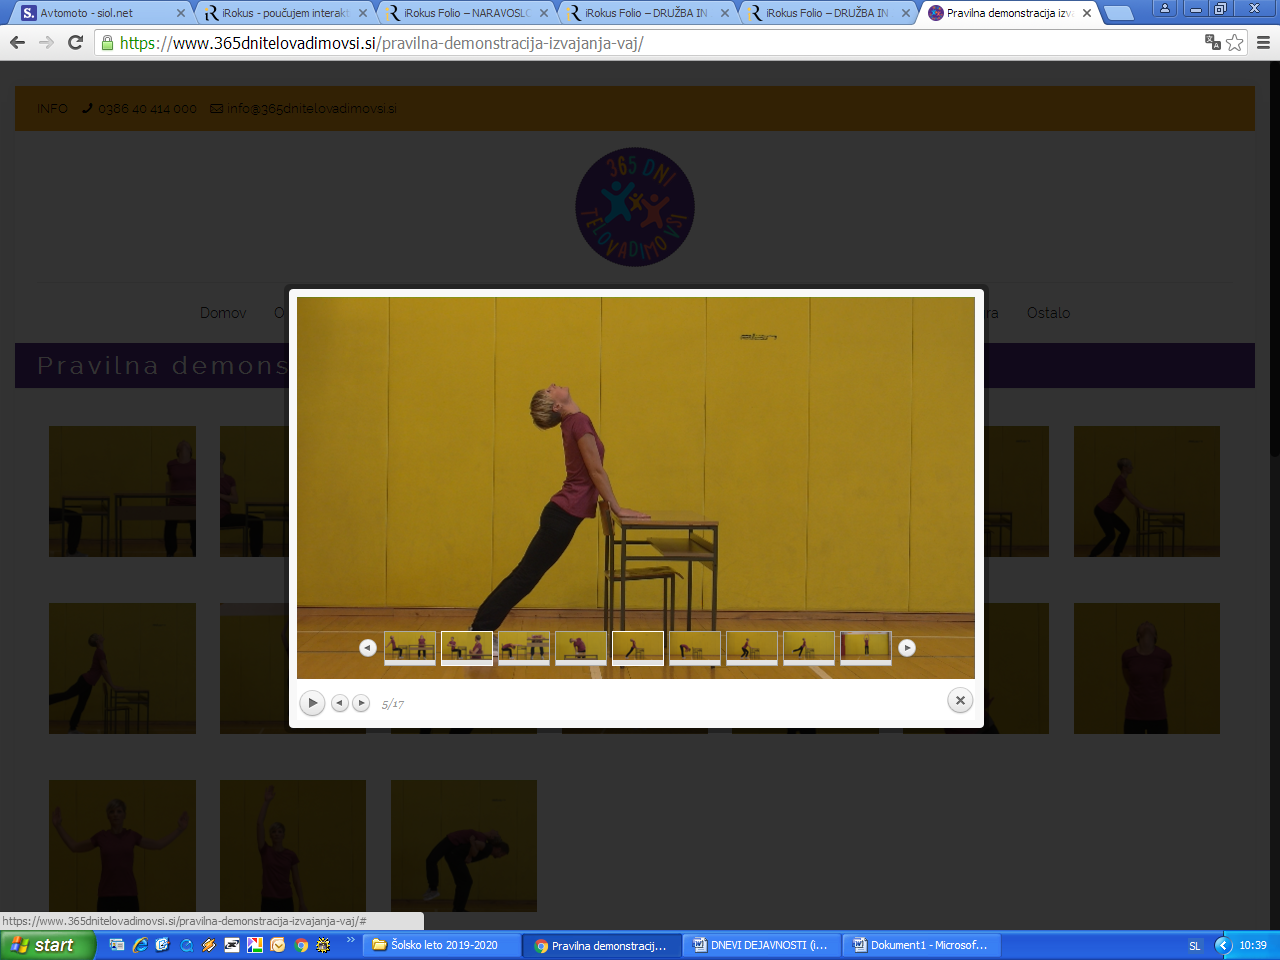 Avtomoto - siol.net
iRokus - poučujem interakt
iRokus Folio – NARAVOSLO
iRokus Folio – DRUŽBA IN
iRokus Folio – DRUŽBA IN
Pravilna demonstracija izva
https://www.365dnitelovadimovsi.si/pravilna-demonstracija-izvajanja-vaj/
INFO 0386 40 414 000 info@365dnitelovadimovsi.si
365 DNI
TELOVADIMO VSI
Domov O ra Ostalo
Pravilna demons
5/17
https://www.365dnitelovadimovsi.si/pravilna-demonstracija-izvajanja-vaj/#
start
Šolsko leto 2019-2020
Pravilna demonstracij...
DNEVI DEJAVNOSTI (i...
Dokument1 - Microsof...
SL
10:39